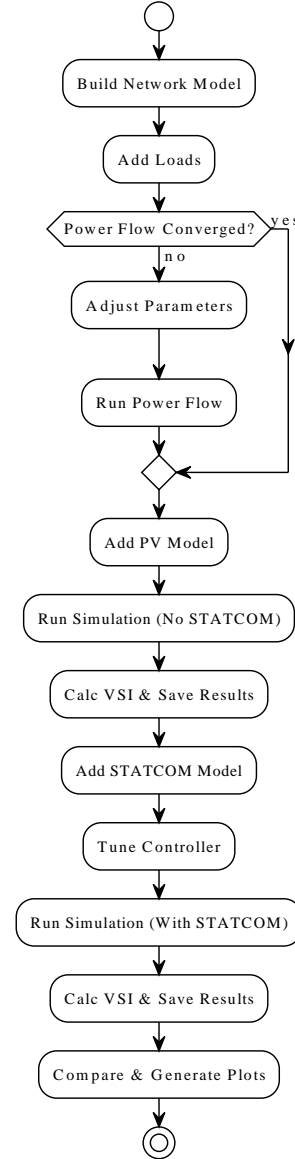 Build Network Model
Add Loads
Power Flow Converged?
yes
no
Adjust Parameters
Run Power Flow
Add PV Model
Run Simulation (No STATCOM)
Calc VSI & Save Results
Add STATCOM Model
Tune Controller
Run Simulation (With STATCOM)
Calc VSI & Save Results
Compare & Generate Plots